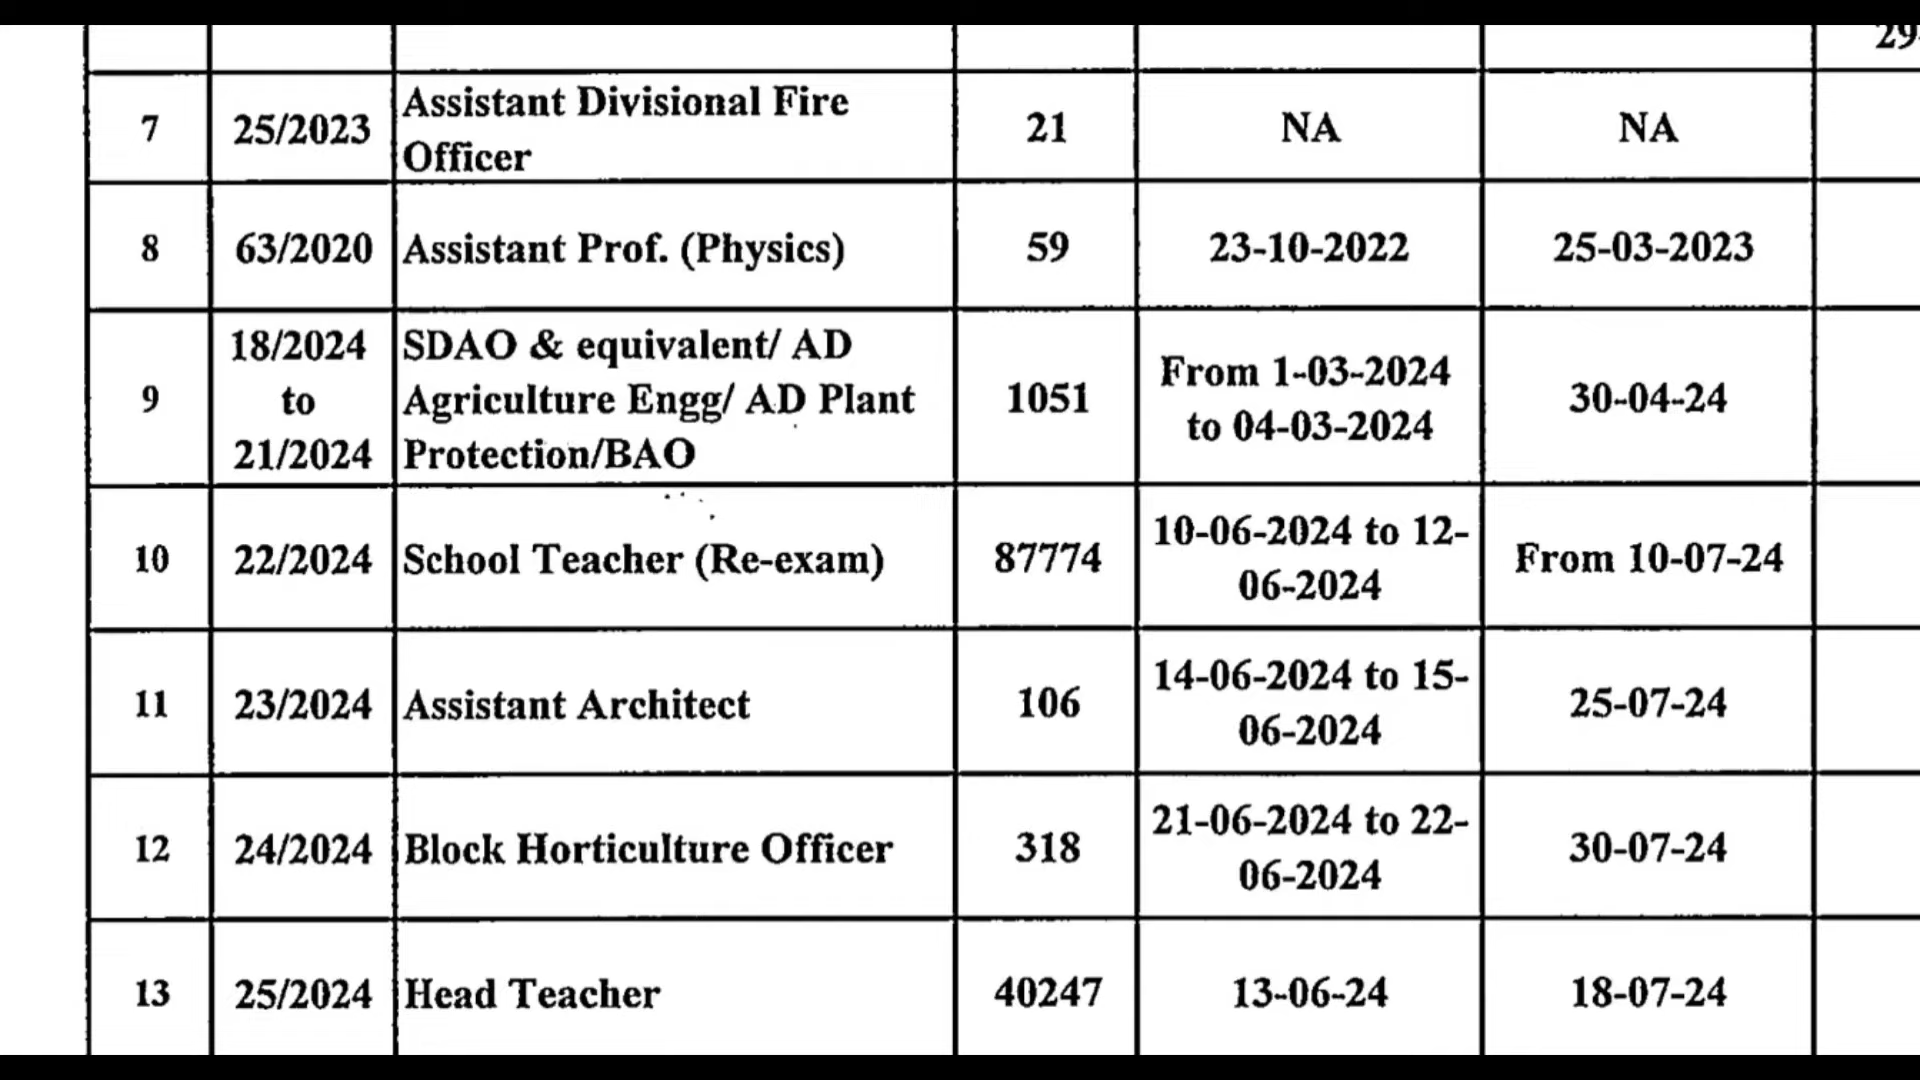 29
7
25/2023
Assistant Divisional Fire
Officer
21
NA
NA
8
63/2020
Assistant Prof. (Physics)
59
23-10-2022
25-03-2023
9
18/2024
to
21/2024
SDAO & equivalent/ AD
Agriculture Engg/ AD Plant
Protection/BAO
1051
From 1-03-2024
to 04-03-2024
30-04-24
10
22/2024
School Teacher (Re-exam)
87774
10-06-2024 to 12-
06-2024
From 10-07-24
11
23/2024
Assistant Architect
106
14-06-2024 to 15-
06-2024
25-07-24
12
24/2024
Block Horticulture Officer
318
21-06-2024 to 22-
06-2024
30-07-24
13
25/2024
Head Teacher
40247
13-06-24
18-07-24